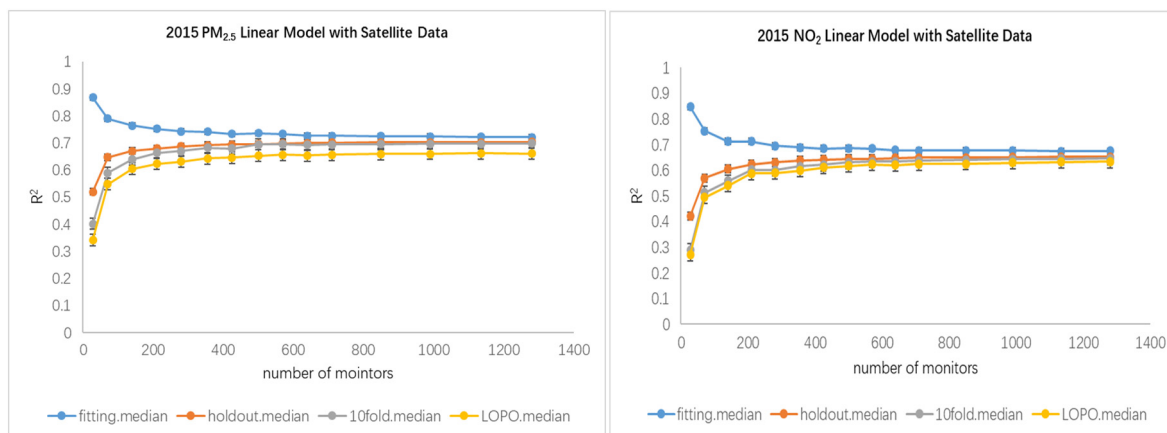 2015 PM2.5 Linear Model with Satellite Data
1
0.9
0.8
0.7
0.6
0.5
0.4
0.3
0.2
0.1
0
R2
0 200 400 600 800 1000 1200 1400
number of mointors
fitting.median holdout.median 10fold.median LOPO.median
2015 NO2 Linear Model with Satellite Data
1
0.9
0.8
0.7
0.6
0.5
0.4
0.3
0.2
0.1
0
R2
0 200 400 600 800 1000 1200 1400
number of monitors
fitting.median holdout.median 10fold.median LOPO.median